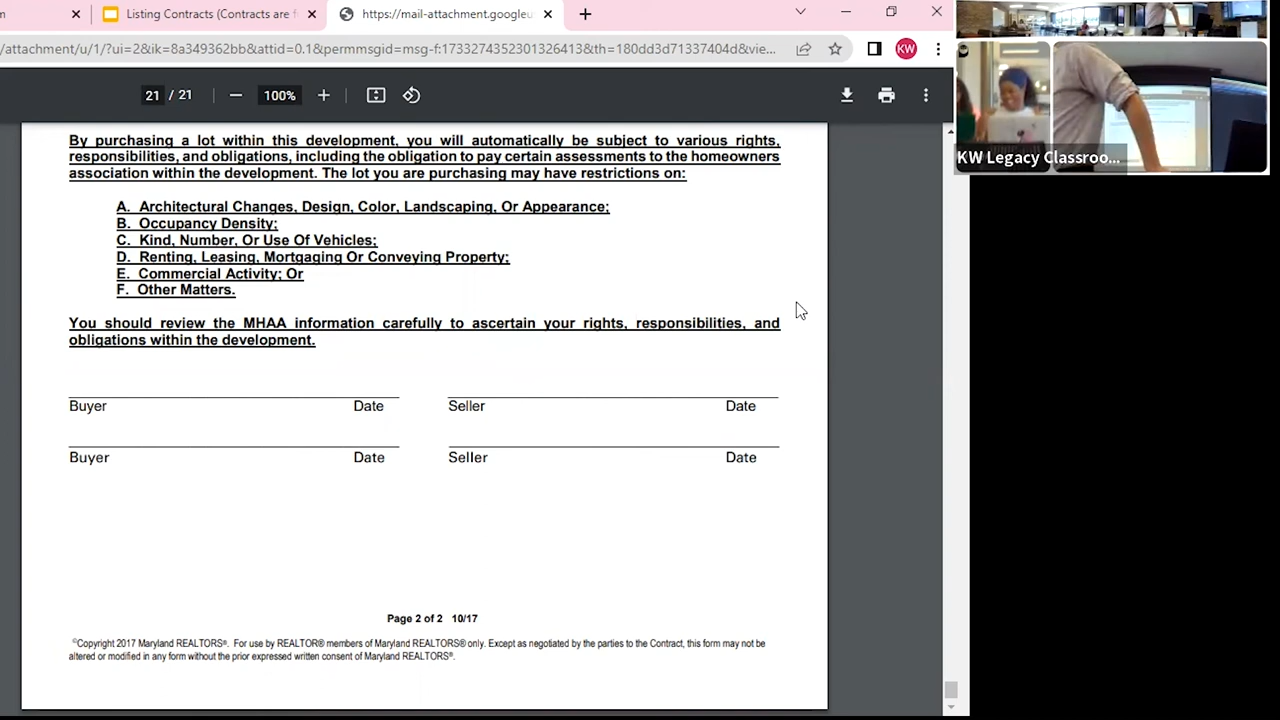 m
Listing Contracts (Contracts are f
https://mail-attachment.googleu
/attachment/u/1/?ui=2&ik=8a349362bb&attid=0.1&permmsgid=msg-f:1733274352301326413&th=180dd3d71337404d&vie...
KW
21 / 21
100%
KW Legacy Classroo...
By purchasing a lot within this development, you will automatically be subject to various rights,
responsibilities, and obligations, including the obligation to pay certain assessments to the homeowners
association within the development. The lot you are purchasing may have restrictions on:
A. Architectural Changes, Design, Color, Landscaping, Or Appearance;
B. Occupancy Density;
C. Kind, Number, Or Use Of Vehicles;
D. Renting, Leasing, Mortgaging Or Conveying Property;
E. Commercial Activity; Or
F. Other Matters.
You should review the MHAA information carefully to ascertain your rights, responsibilities, and
obligations within the development.
Buyer Date Seller Date
Buyer Date Seller Date
Page 2 of 2 10/17
©Copyright 2017 Maryland REALTORS®. For use by REALTOR® members of Maryland REALTORS® only. Except as negotiated by the parties to the Contract, this form may not be
altered or modified in any form without the prior expressed written consent of Maryland REALTORS®.